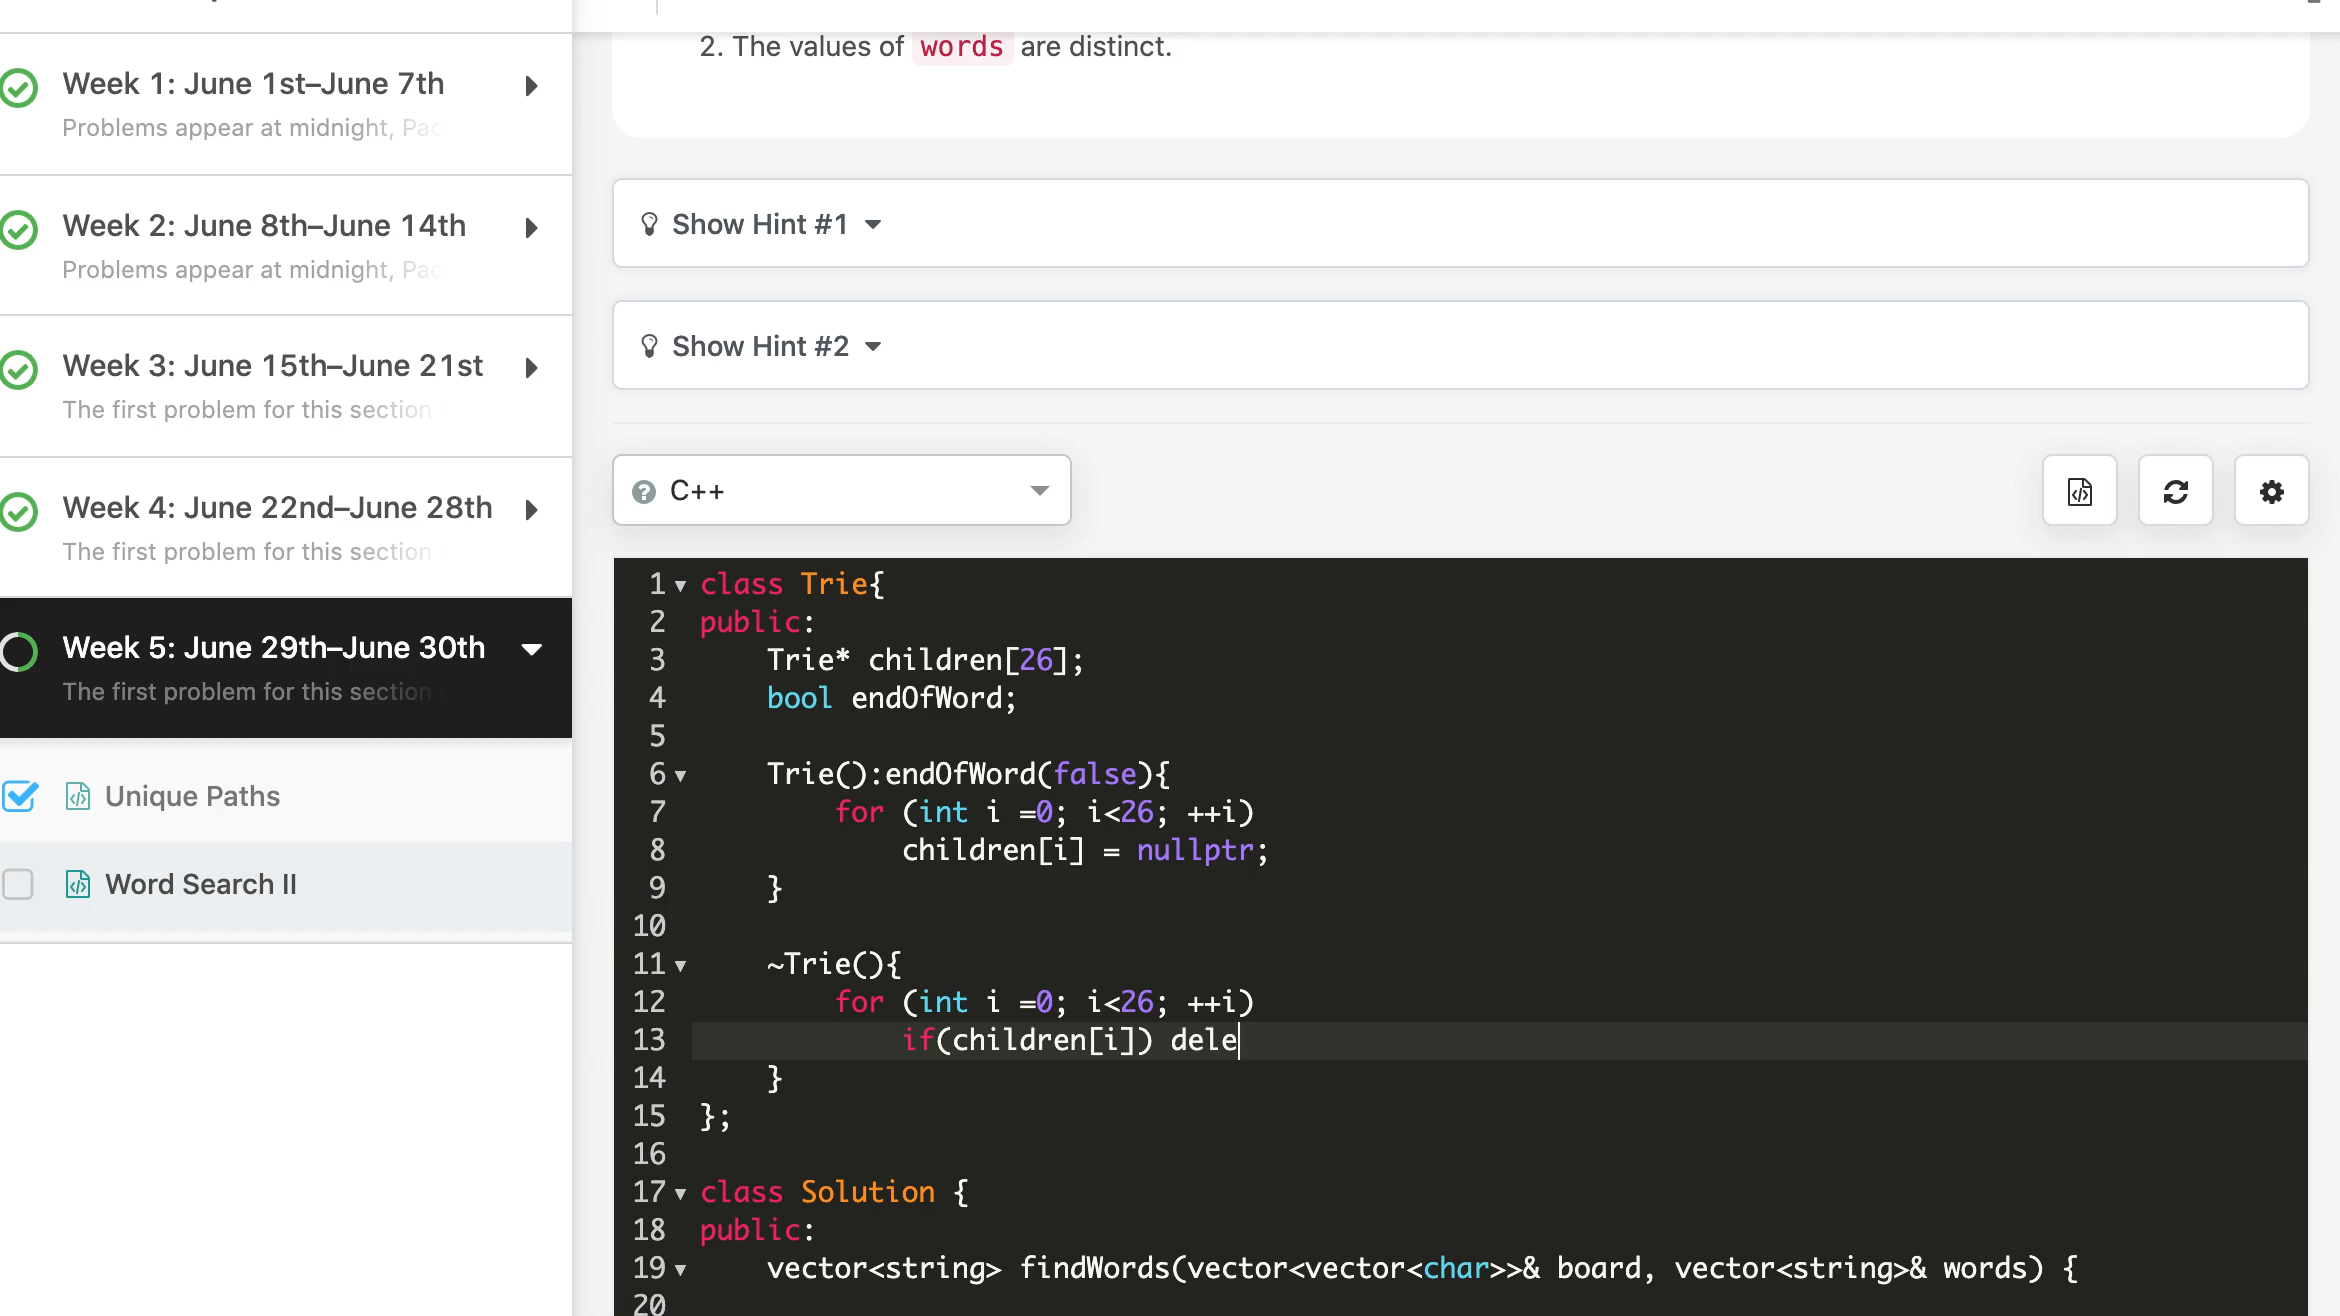 Week 1: June 1st–June 7th
Problems appear at midnight, Pac
Week 2: June 8th–June 14th
Problems appear at midnight, Pac
Week 3: June 15th–June 21st
The first problem for this section
Week 4: June 22nd–June 28th
The first problem for this section
Week 5: June 29th–June 30th
The first problem for this section
Unique Paths
Word Search II
2. The values of words are distinct.
Show Hint #1
Show Hint #2
C++
1 class Trie{
2 public:
3     Trie* children[26];
4     bool endOfWord;
5
6     Trie():endOfWord(false){
7         for (int i =0; i<26; ++i)
8             children[i] = nullptr;
9     }
10
11     ~Trie(){
12         for (int i =0; i<26; ++i)
13             if(children[i]) dele
14     }
15 };
16
17 class Solution {
18 public:
19     vector<string> findWords(vector<vector<char>>& board, vector<string>& words) {
20